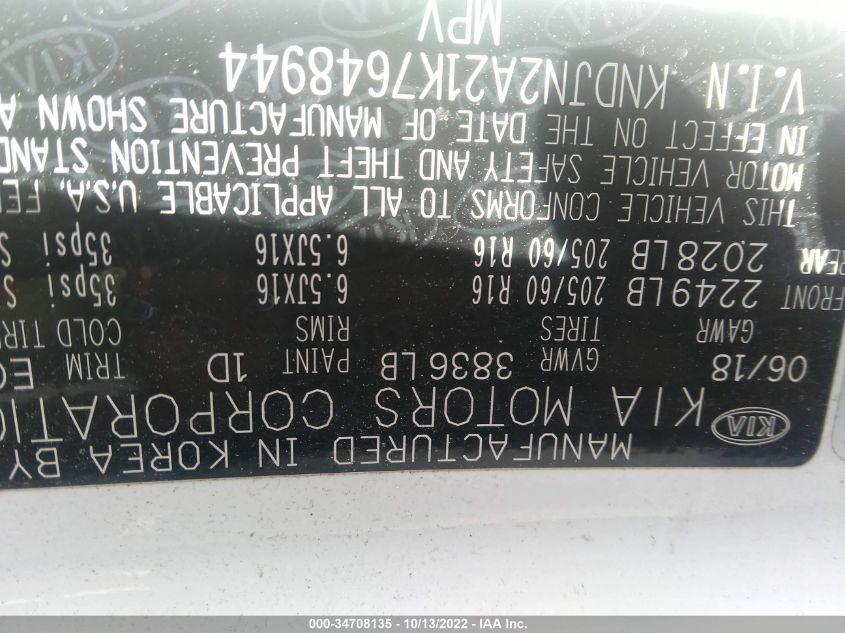 MANUFACTURED IN KOREA BY
KIA KIA MOTORS CORPORATIO
06/18 GVWR 3836LB PAINT 1D TRIM
GAWR TIRES RIMS COLD TIR
FRONT 2249LB 205/60 R16 6.5JX16 35psi S
REAR 2028LB 205/60 R16 6.5JX16 35psi S
THIS VEHICLE CONFORMS TO ALL APPLICABLE U.S.A. FE
MOTOR VEHICLE SAFETY AND THEFT PREVENTION STAND
IN EFFECT ON THE DATE OF MANUFACTURE SHOWN A
V.I.N KNDJN2A21K7648944
MPV
000-34708135 - 10/13/2022 - IAA Inc.